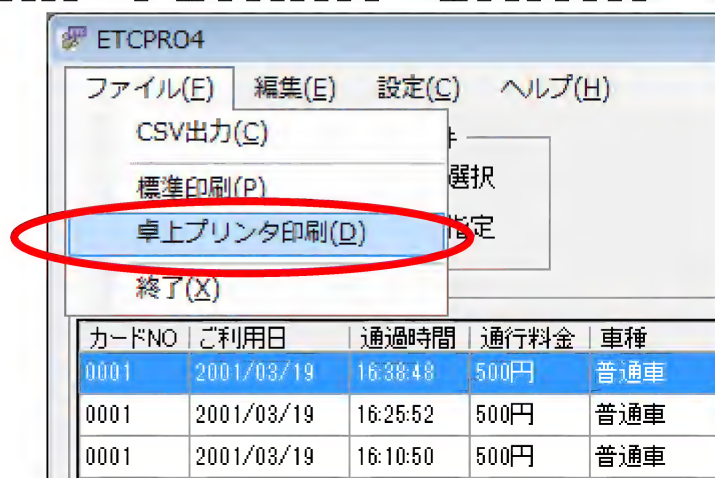 ETCPRO4
ファイル(F) 編集(E) 設定(C) ヘルプ(H)
CSV出力(C)
標準印刷(P)
選択
卓上プリンタ印刷(D)
指定
終了(X)
カードNO ご利用日 通過時間 通行料金 車種
0001 2001/03/19 16:38:48 500円 普通車
0001 2001/03/19 16:25:52 500円 普通車
0001 2001/03/19 16:10:50 500円 普通車